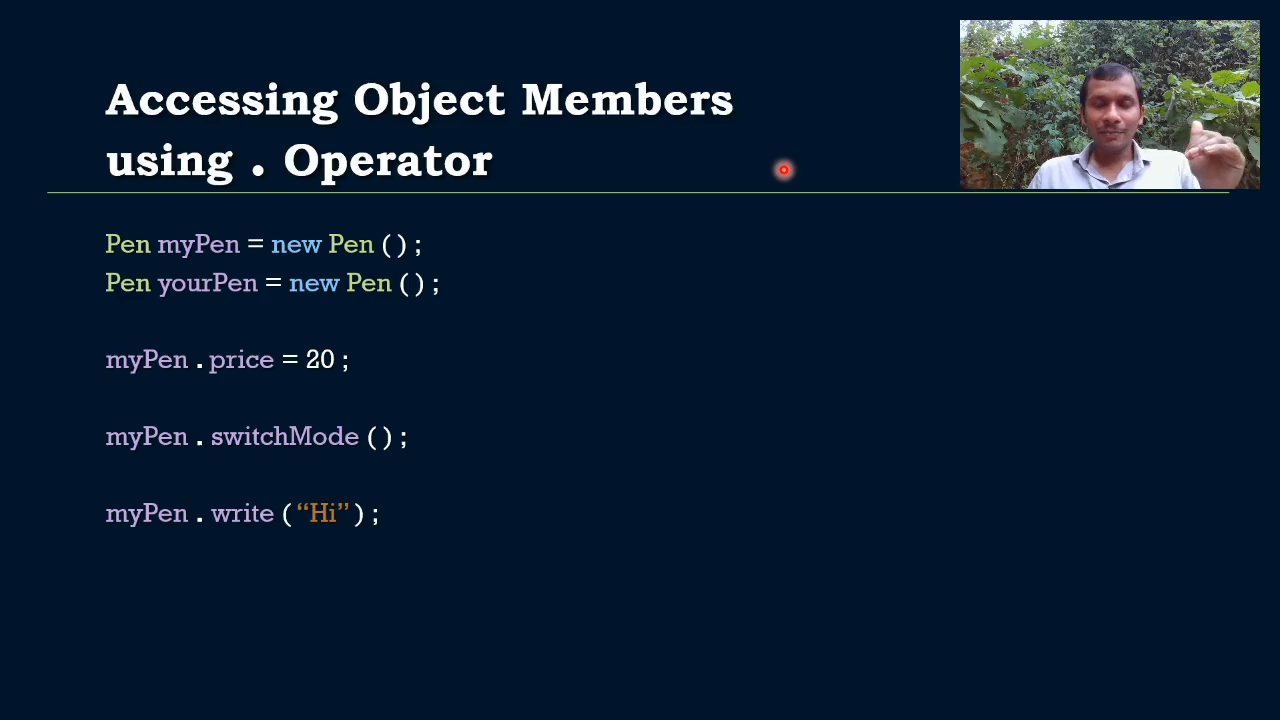 Accessing Object Members
using . Operator
Pen myPen = new Pen ( ) ;
Pen yourPen = new Pen ( ) ;
myPen . price = 20 ;
myPen . switchMode ( ) ;
myPen . write ( “Hi” ) ;